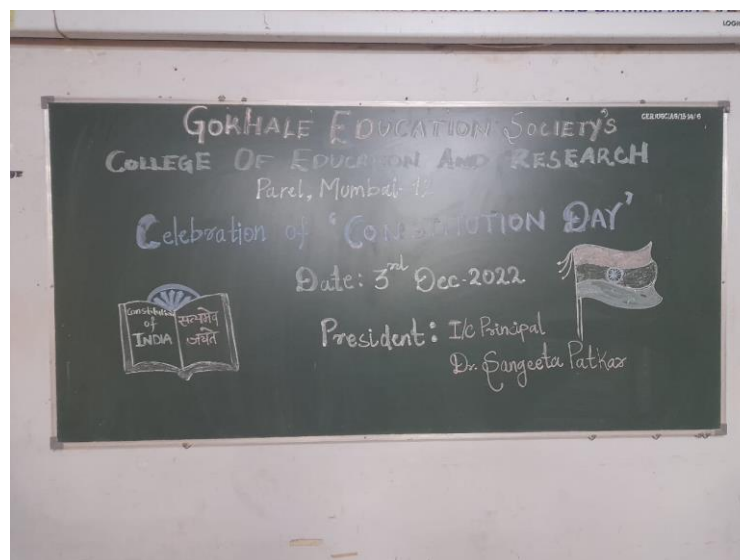 GOKHALE EDUCATION SOCIETY'S
COLLEGE OF EDUCATION AND RESEARCH
Parel, Mumbai-12
Celebration of 'CONSTITUTION DAY'
Date: 3rd Dec-2022
President: I/c Principal
Dr. Sangeeta Patkar
Constitution
of
INDIA
सत्यमेव
जयते